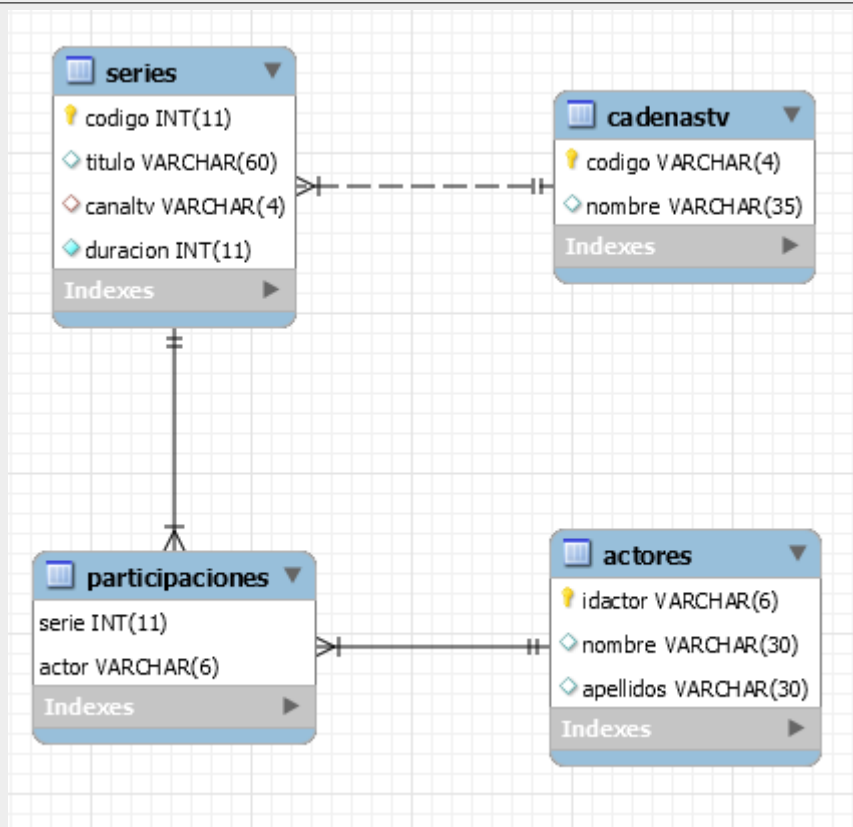 series
codigo INT(11)
titulo VARCHAR(60)
canaltv VARCHAR(4)
duracion INT(11)
Indexes
cadenastv
codigo VARCHAR(4)
nombre VARCHAR(35)
Indexes
participaciones
serie INT(11)
actor VARCHAR(6)
Indexes
actores
idactor VARCHAR(6)
nombre VARCHAR(30)
apellidos VARCHAR(30)
Indexes